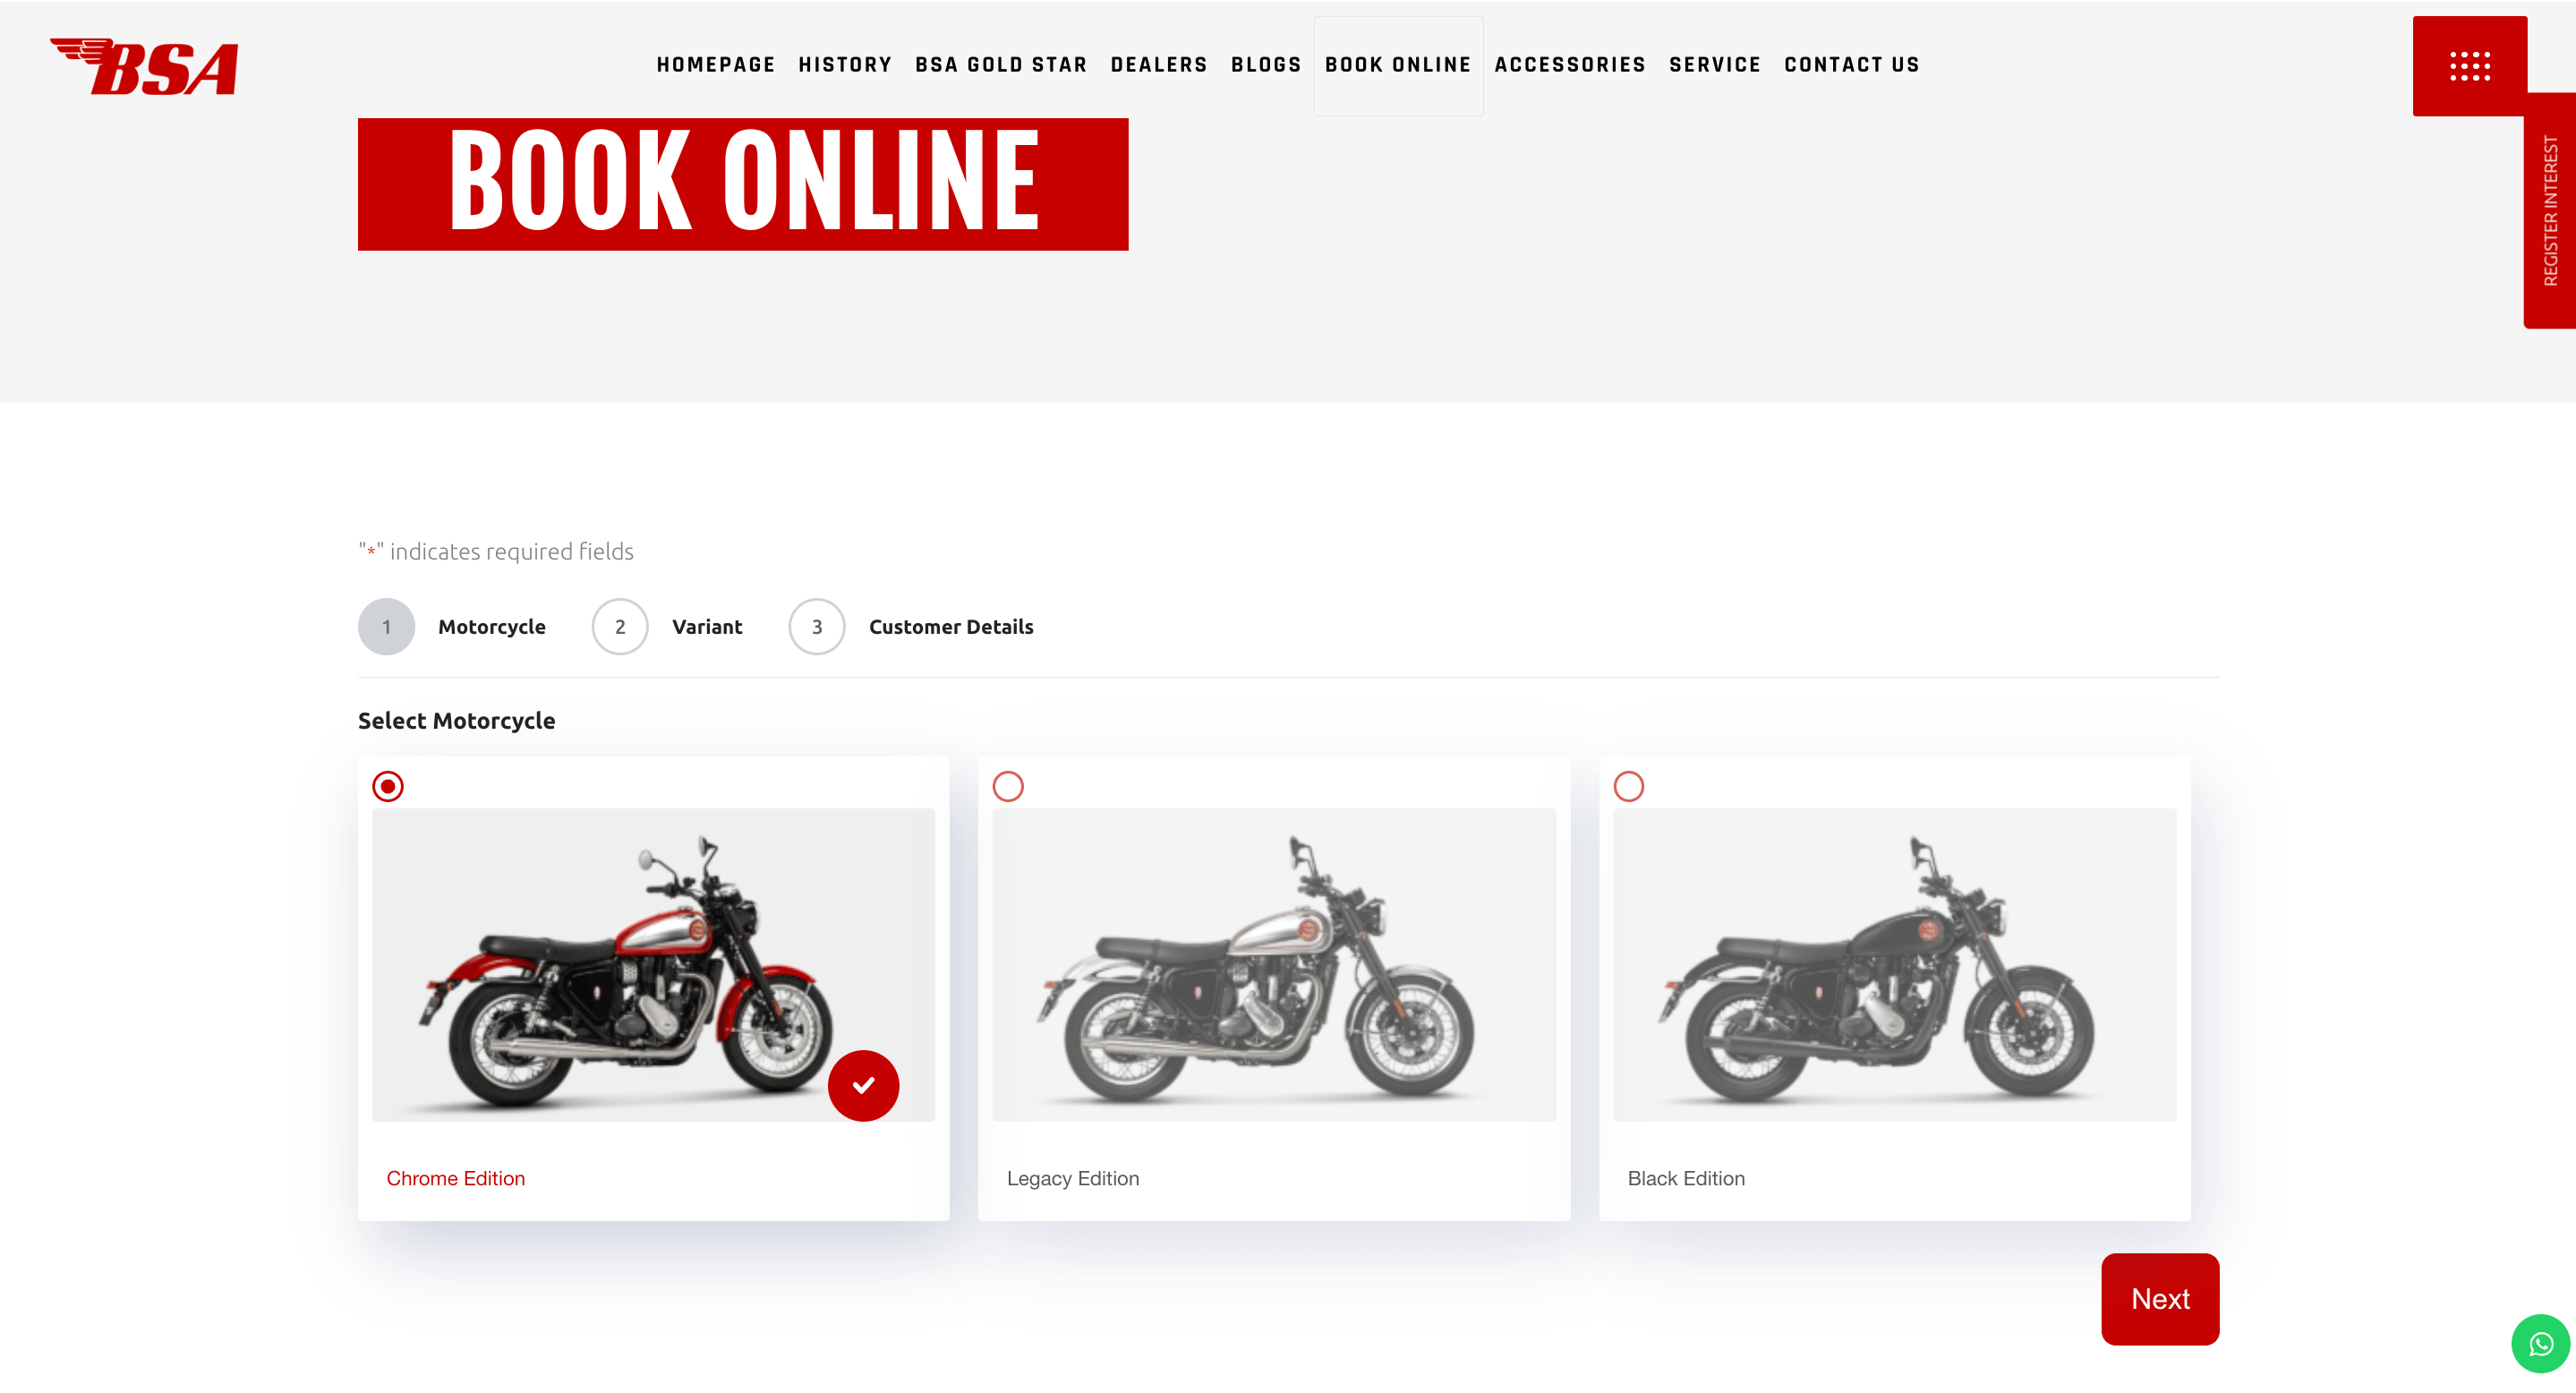 BSA
HOMEPAGE HISTORY BSA GOLD STAR DEALERS BLOGS BOOK ONLINE ACCESSORIES SERVICE CONTACT US
REGISTER INTEREST
BOOK ONLINE
"*" indicates required fields
1 Motorcycle 2 Variant 3 Customer Details
Select Motorcycle
Chrome Edition
Legacy Edition
Black Edition
Next